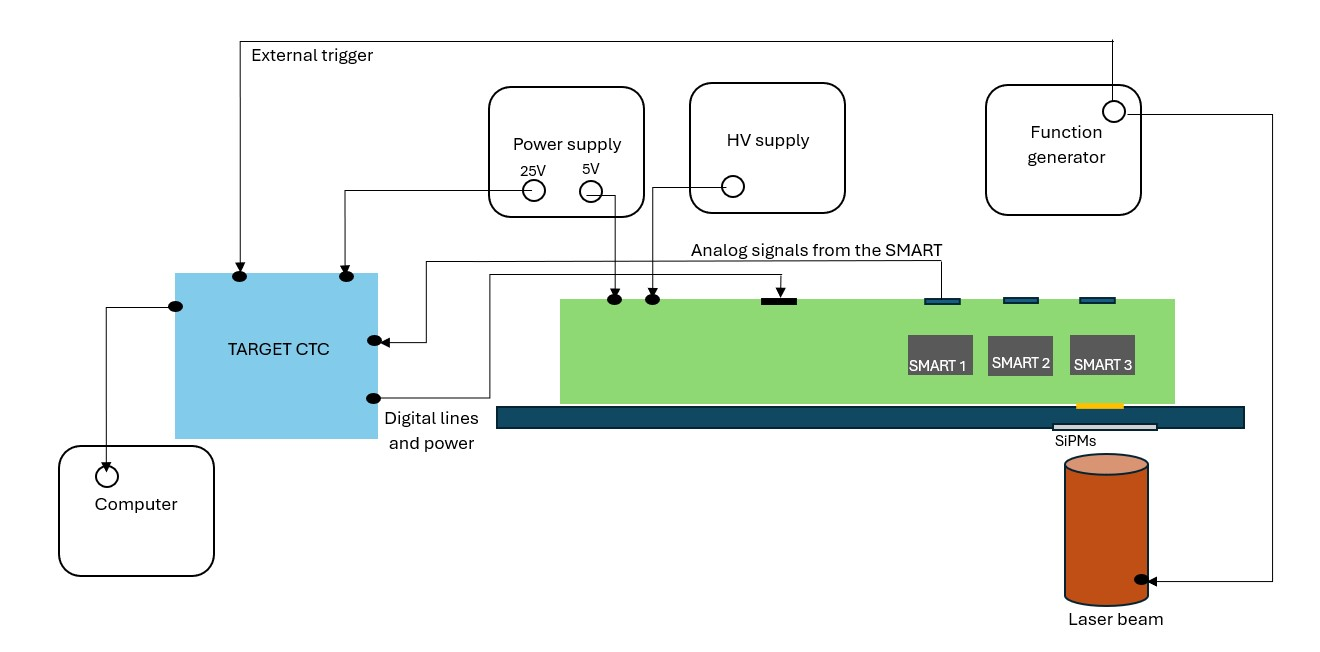 External trigger
Power supply
25V
5V
HV supply
Function
generator
Analog signals from the SMART
TARGET CTC
SMART 1
SMART 2
SMART 3
Digital lines
and power
SiPMs
Computer
Laser beam